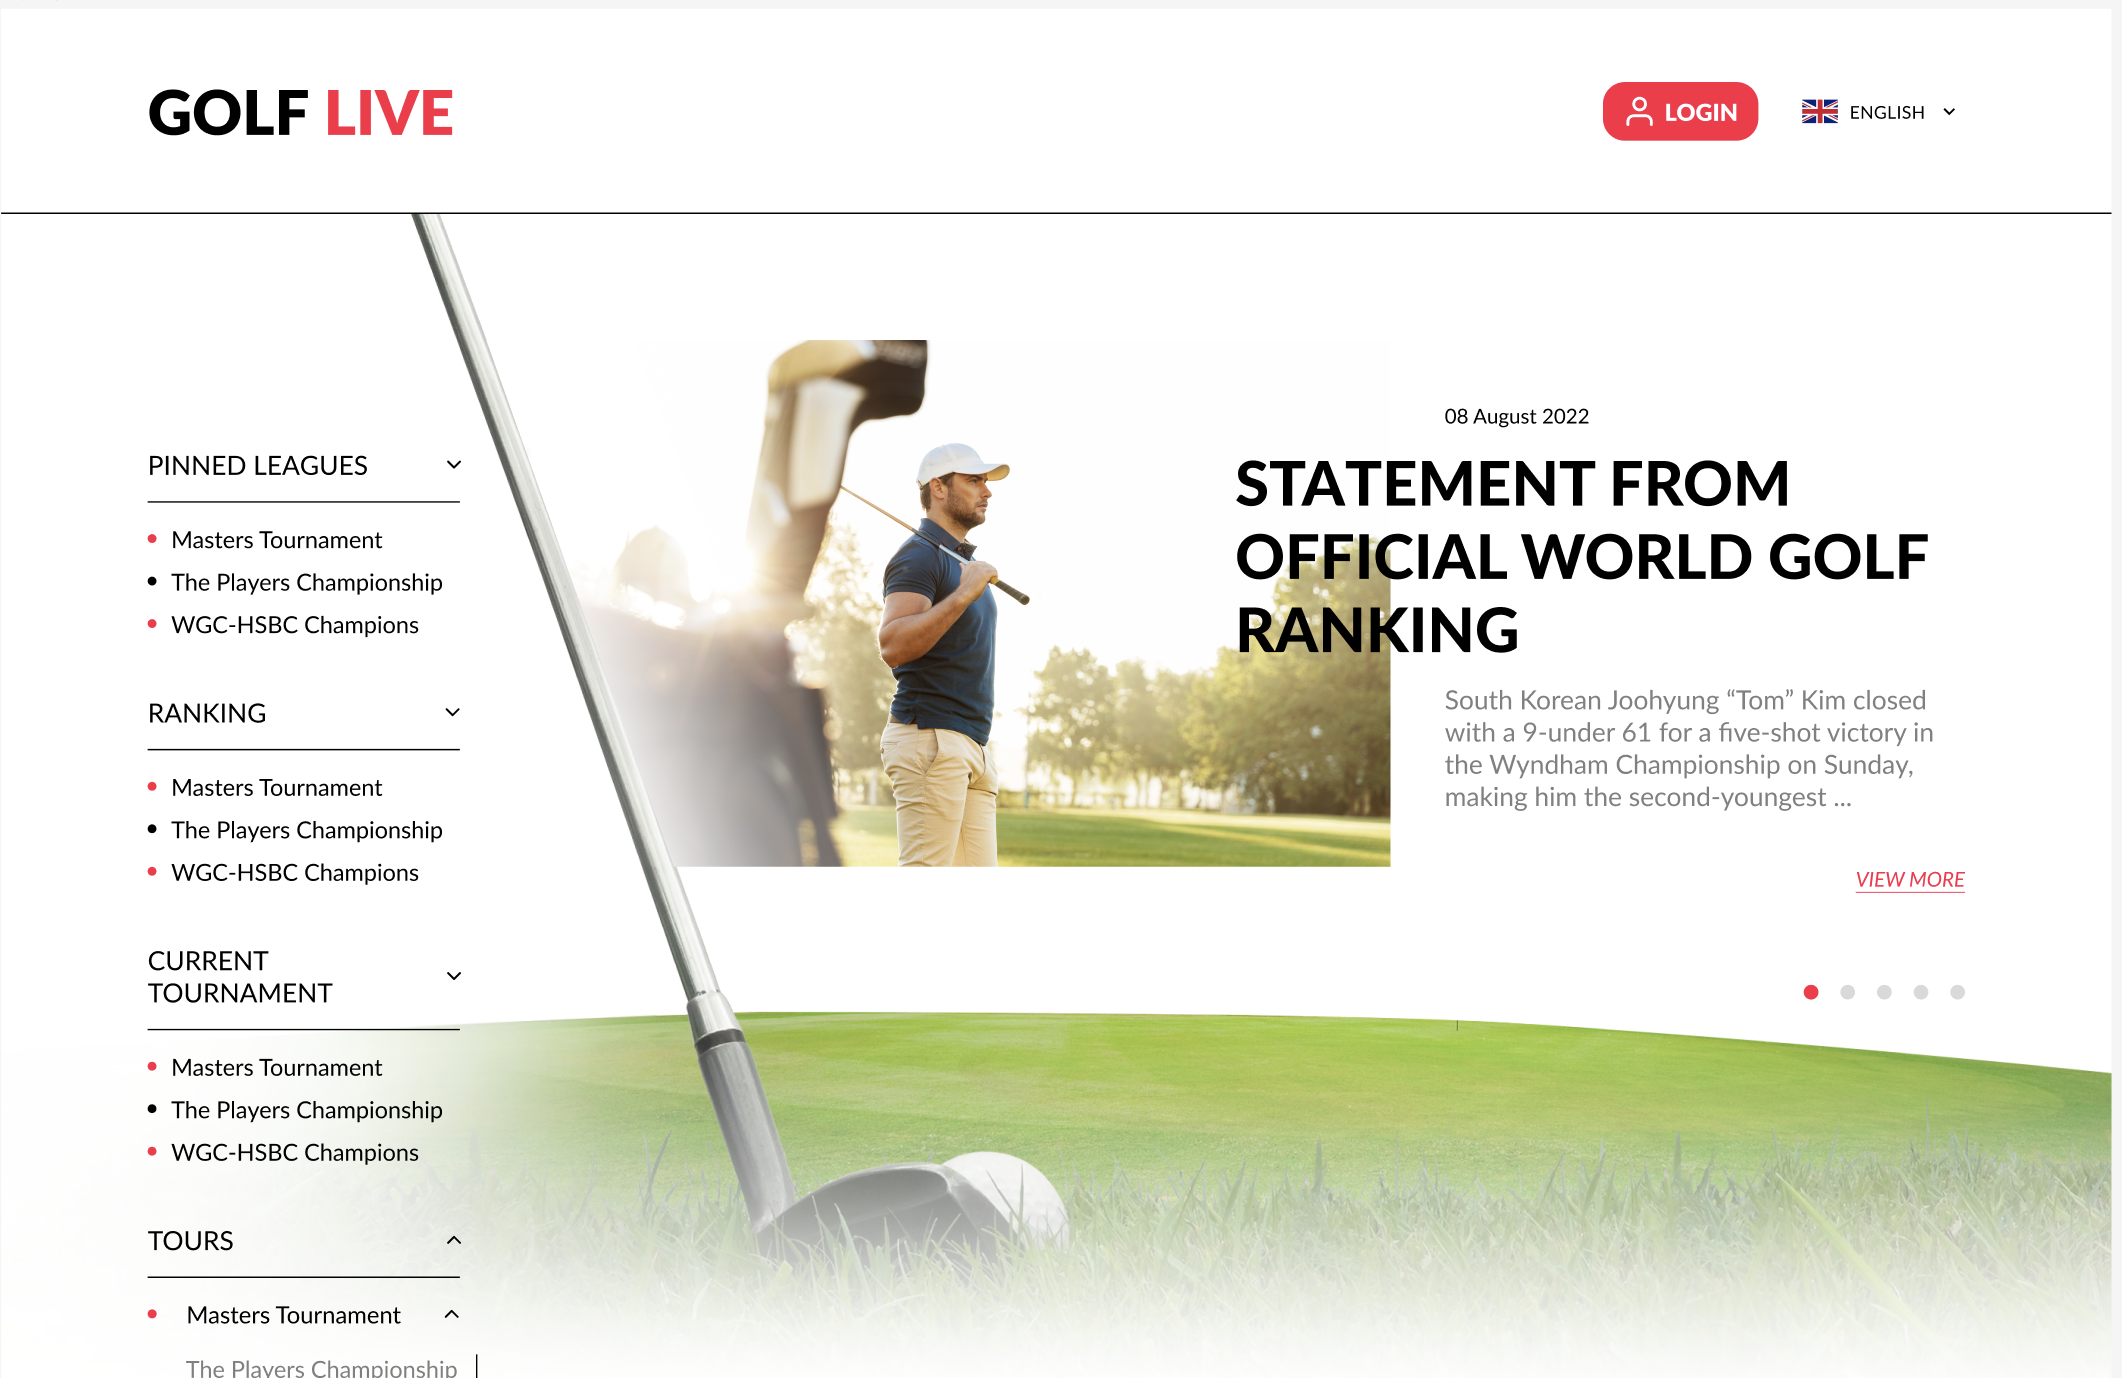 GOLF LIVE
LOGIN
ENGLISH
PINNED LEAGUES
Masters Tournament
The Players Championship
WGC-HSBC Champions
RANKING
Masters Tournament
The Players Championship
WGC-HSBC Champions
CURRENT
TOURNAMENT
Masters Tournament
The Players Championship
WGC-HSBC Champions
TOURS
Masters Tournament
The Players Championship
08 August 2022
STATEMENT FROM
OFFICIAL WORLD GOLF
RANKING
South Korean Joohyung “Tom” Kim closed
with a 9-under 61 for a five-shot victory in
the Wyndham Championship on Sunday,
making him the second-youngest ...
VIEW MORE